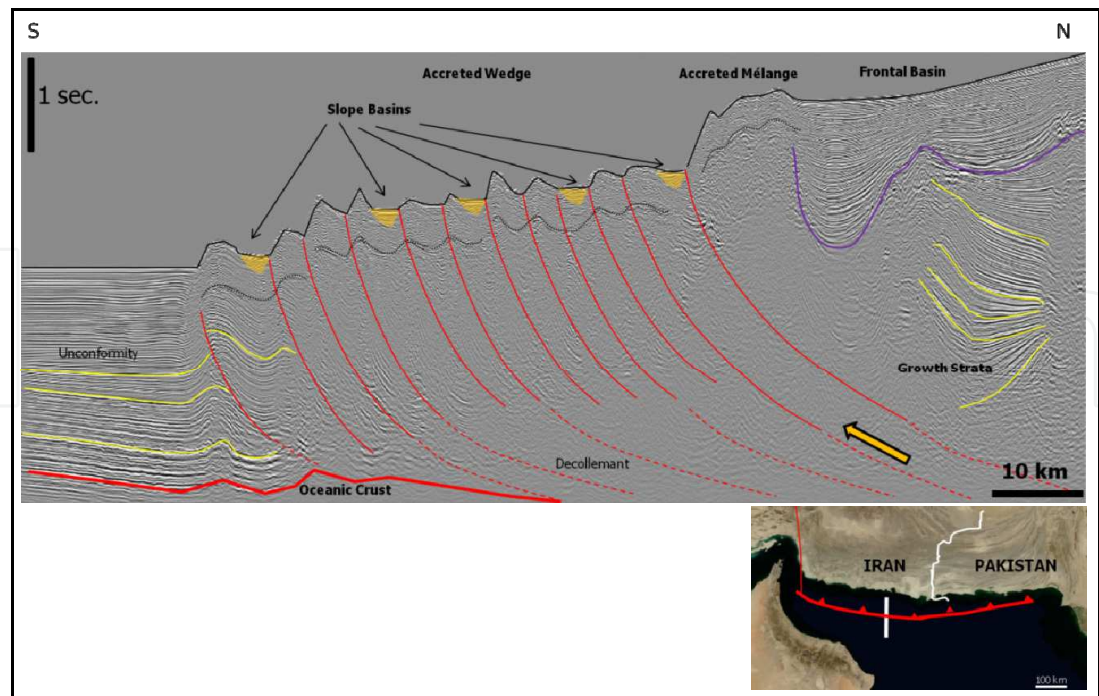 S
N
1 sec.
Accreted Wedge
Accreted Mélange
Frontal Basin
Slope Basins
Unconformity
Growth Strata
Decollemant
Oceanic Crust
10 km
IRAN
PAKISTAN
100 km